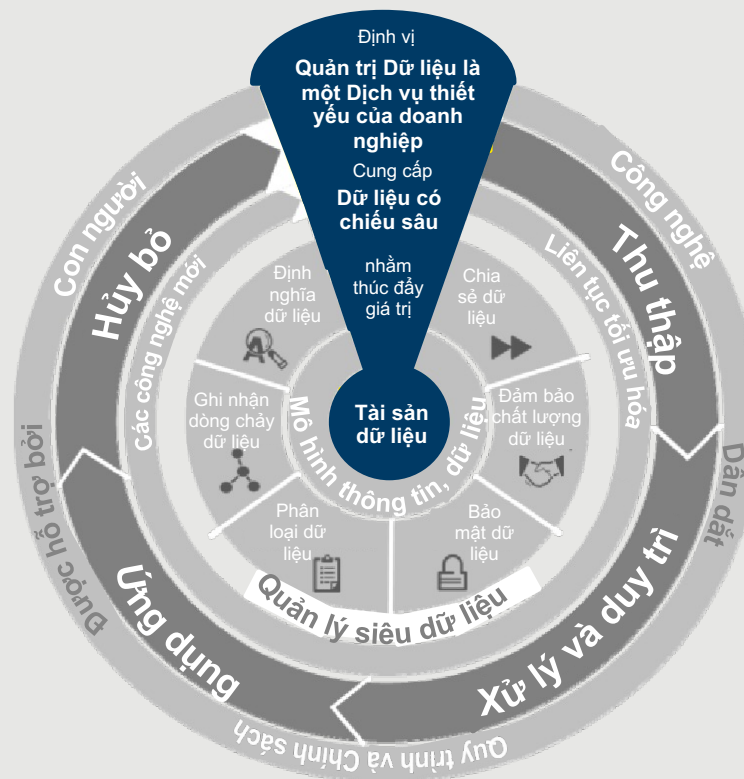 Định vị
Quản trị Dữ liệu là
một Dịch vụ thiết
yếu của doanh
nghiệp
Cung cấp
Dữ liệu có
chiếu sâu
nhằm
thúc đẩy
giá trị
Tài sản
dữ liệu
Mô hình thông tin, dữ liệu
Định
nghĩa
dữ liệu
Chia
sẻ dữ
liệu
Ghi nhận
dòng chảy
dữ liệu
Đảm bảo
chất lượng
dữ liệu
Phân
loại dữ
liệu
Bảo
mật dữ
liệu
Quản lý siêu dữ liệu
Các công nghệ mới
Liên tục tối ưu hóa
Hủy bỏ
Thu thập
Ứng dụng
Xử lý và duy trì
Con người
Công nghệ
Được hỗ trợ bởi
Dẫn dắt
Quy trình và Chính sách